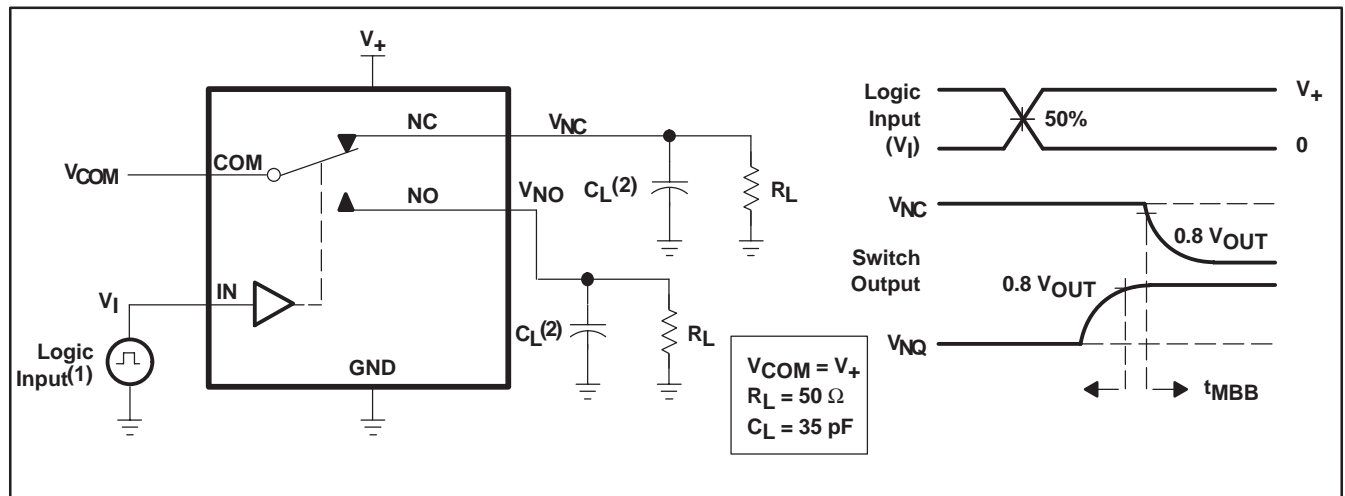 V+
NC
VNC
COM
VCOM
NO
VNO
CL(2)
RL
IN
VI
CL(2)
RL
Logic
Input(1)
GND
VCOM = V+
RL = 50 Ω
CL = 35 pF
Logic
Input
(VI)
V+
50%
0
VNC
0.8 VOUT
Switch
Output
0.8 VOUT
VNQ
tMBB